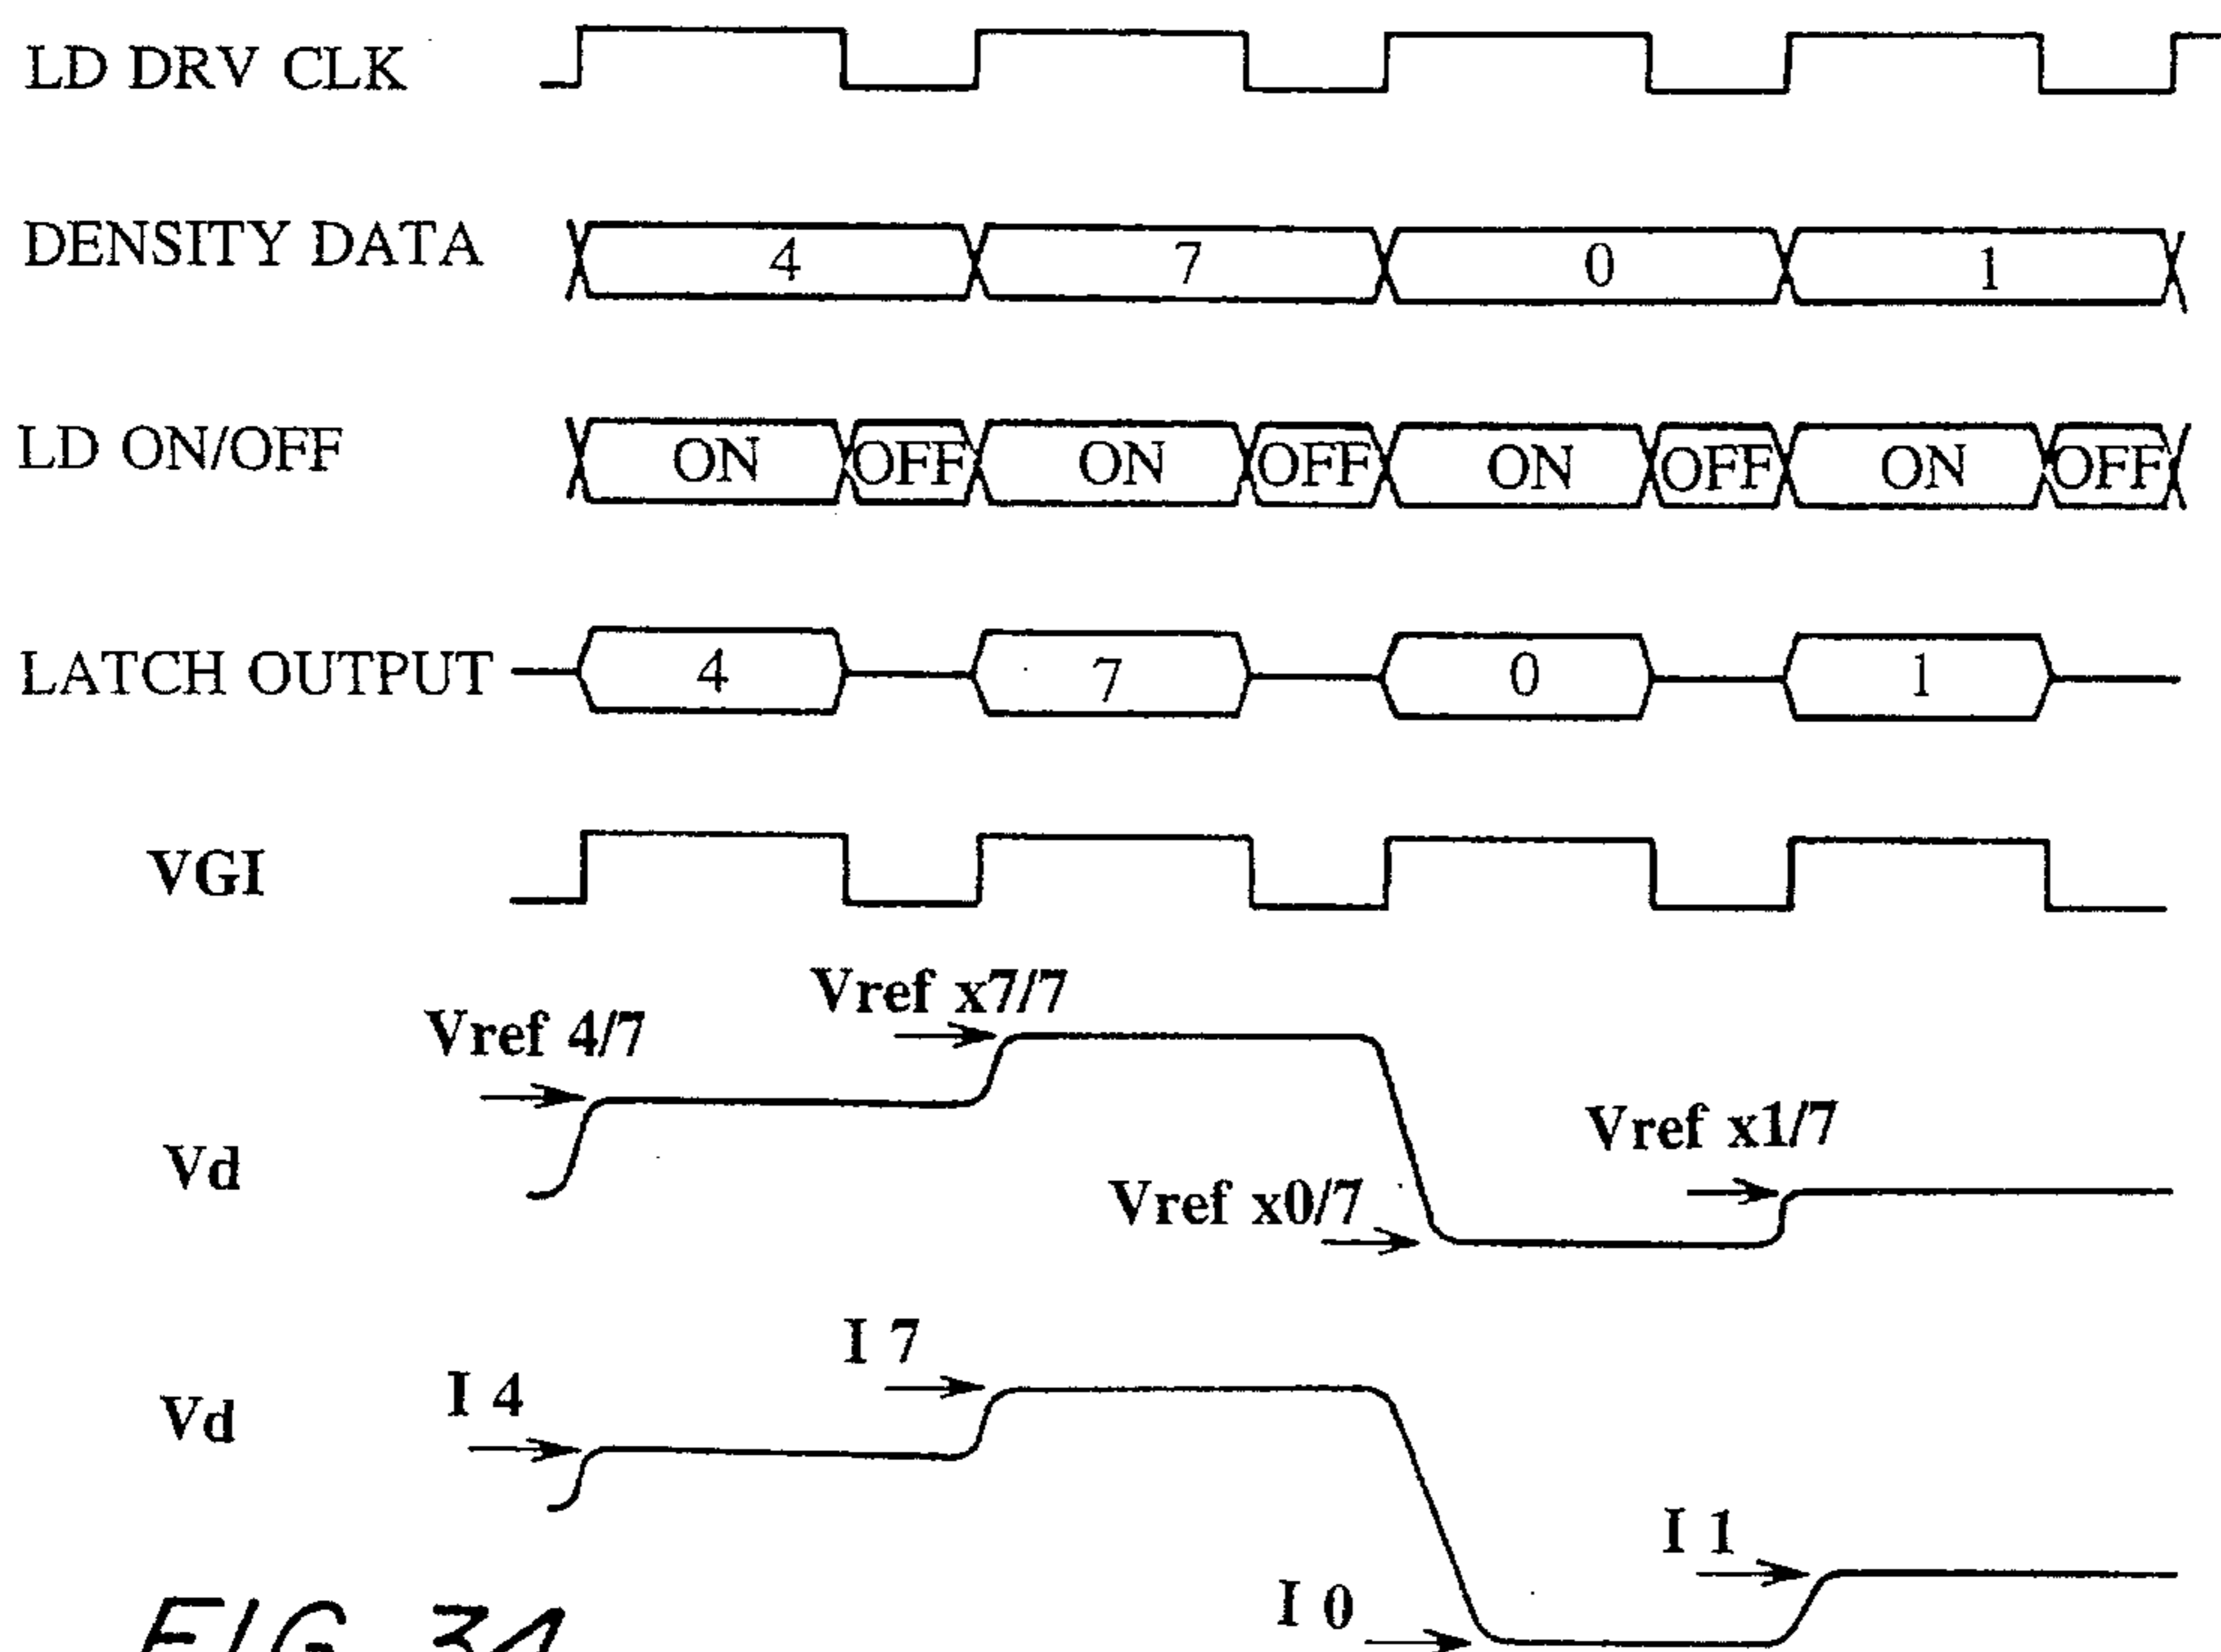 LD DRV CLK
DENSITY DATA 4 7 0 1
LD ON/OFF ON OFF ON OFF ON OFF ON OFF
LATCH OUTPUT 4 7 0 1
VGI
Vref x7/7
Vref 4/7
Vref x1/7
Vd
Vref x0/7
I 7
I 4
Vd
I 1
I 0
FIG. 34